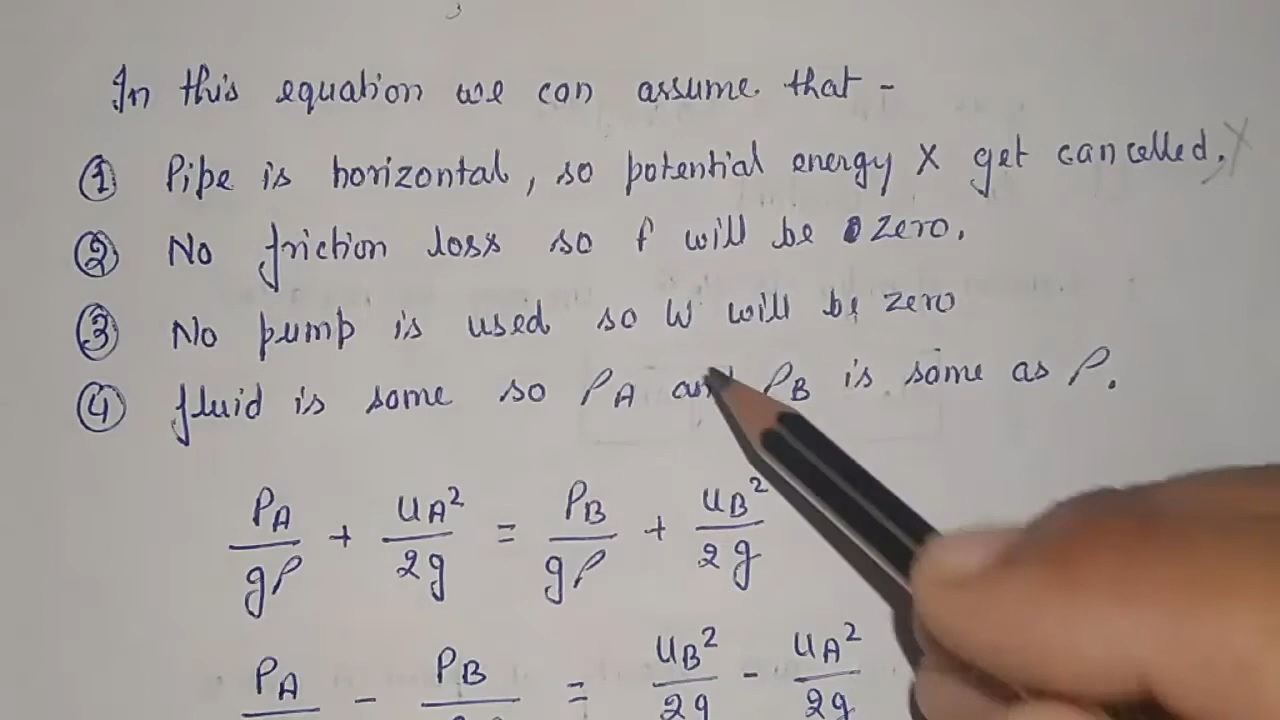 In this equation we can assume that -
① Pipe is horizontal, so potential energy X get cancelled.
② No friction loss so f will be zero.
③ No pump is used so W will be zero
④ fluid is same so ρA and ρB is same as ρ.
PA/gρ + uA²/2g = PB/gρ + uB²/2g
PA - PB = uB²/2g - uA²/2g